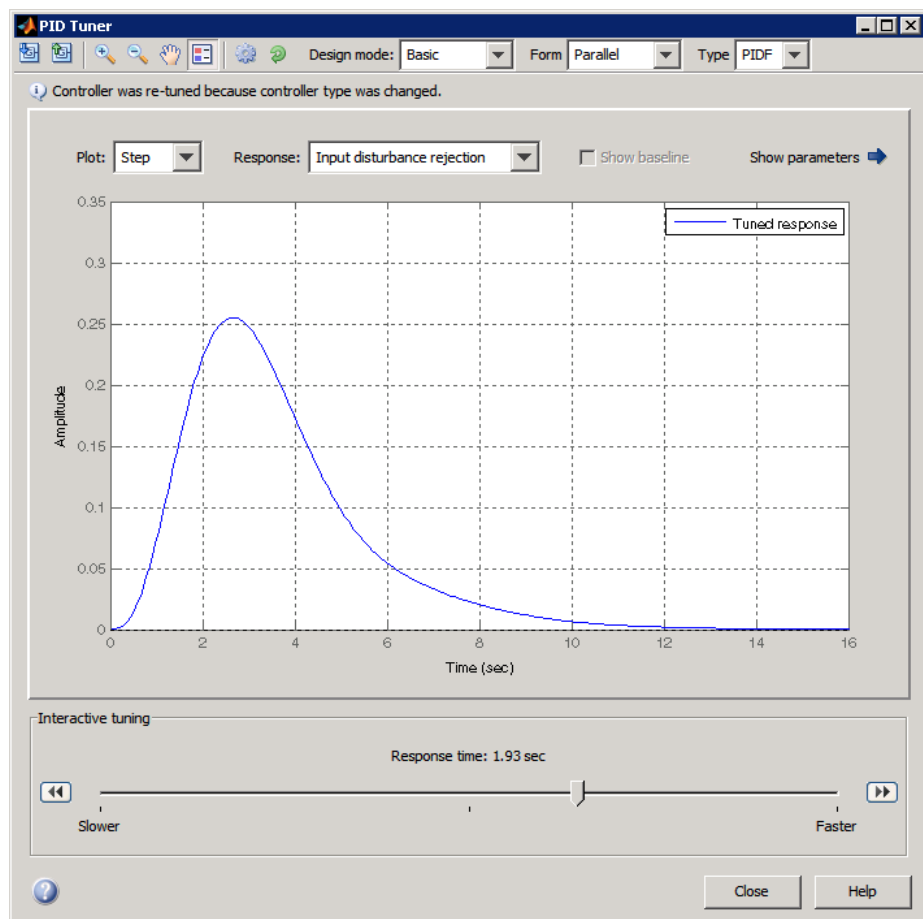 PID Tuner
Design mode: Basic Form Parallel Type PIDF
Controller was re-tuned because controller type was changed.
Plot: Step Response: Input disturbance rejection Show baseline Show parameters
Tuned response
0.35
0.3
0.25
0.2
0.15
0.1
0.05
0
Amplitude
0 2 4 6 8 10 12 14 16
Time (sec)
Interactive tuning
Response time: 1.93 sec
Slower Faster
Close Help